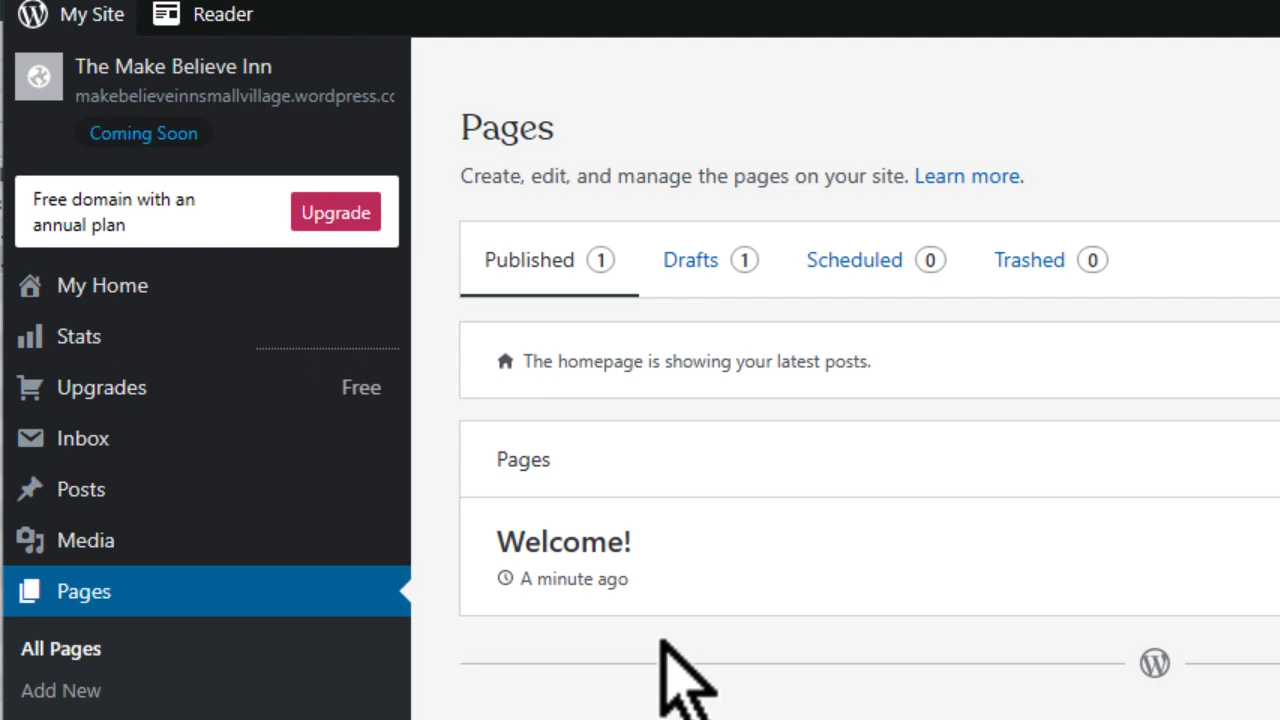 My Site
Reader
The Make Believe Inn
makebelieveinnsmallvillage.wordpress.cc
Coming Soon
Free domain with an
annual plan
Upgrade
My Home
Stats
Upgrades
Free
Inbox
Posts
Media
Pages
All Pages
Add New
Pages
Create, edit, and manage the pages on your site. Learn more.
Published 1
Drafts 1
Scheduled 0
Trashed 0
The homepage is showing your latest posts.
Pages
Welcome!
A minute ago